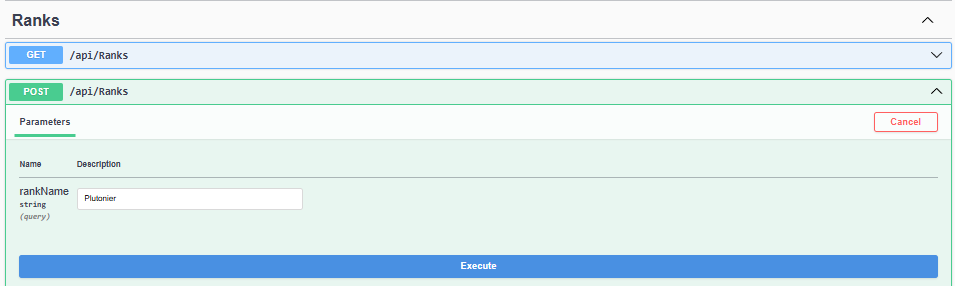 Ranks
GET /api/Ranks
POST /api/Ranks
Parameters Cancel
Name Description
rankName
string
(query)
Plutonier
Execute